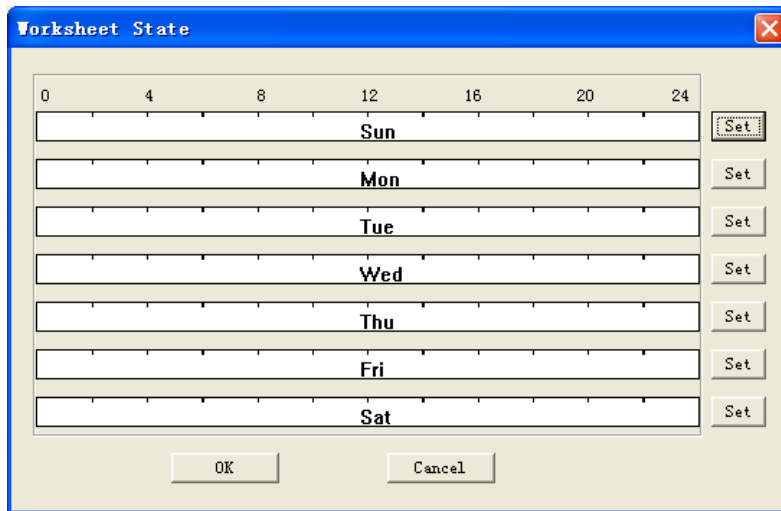 Worksheet State
0 4 8 12 16 20 24
Sun Set
Mon Set
Tue Set
Wed Set
Thu Set
Fri Set
Sat Set
OK Cancel